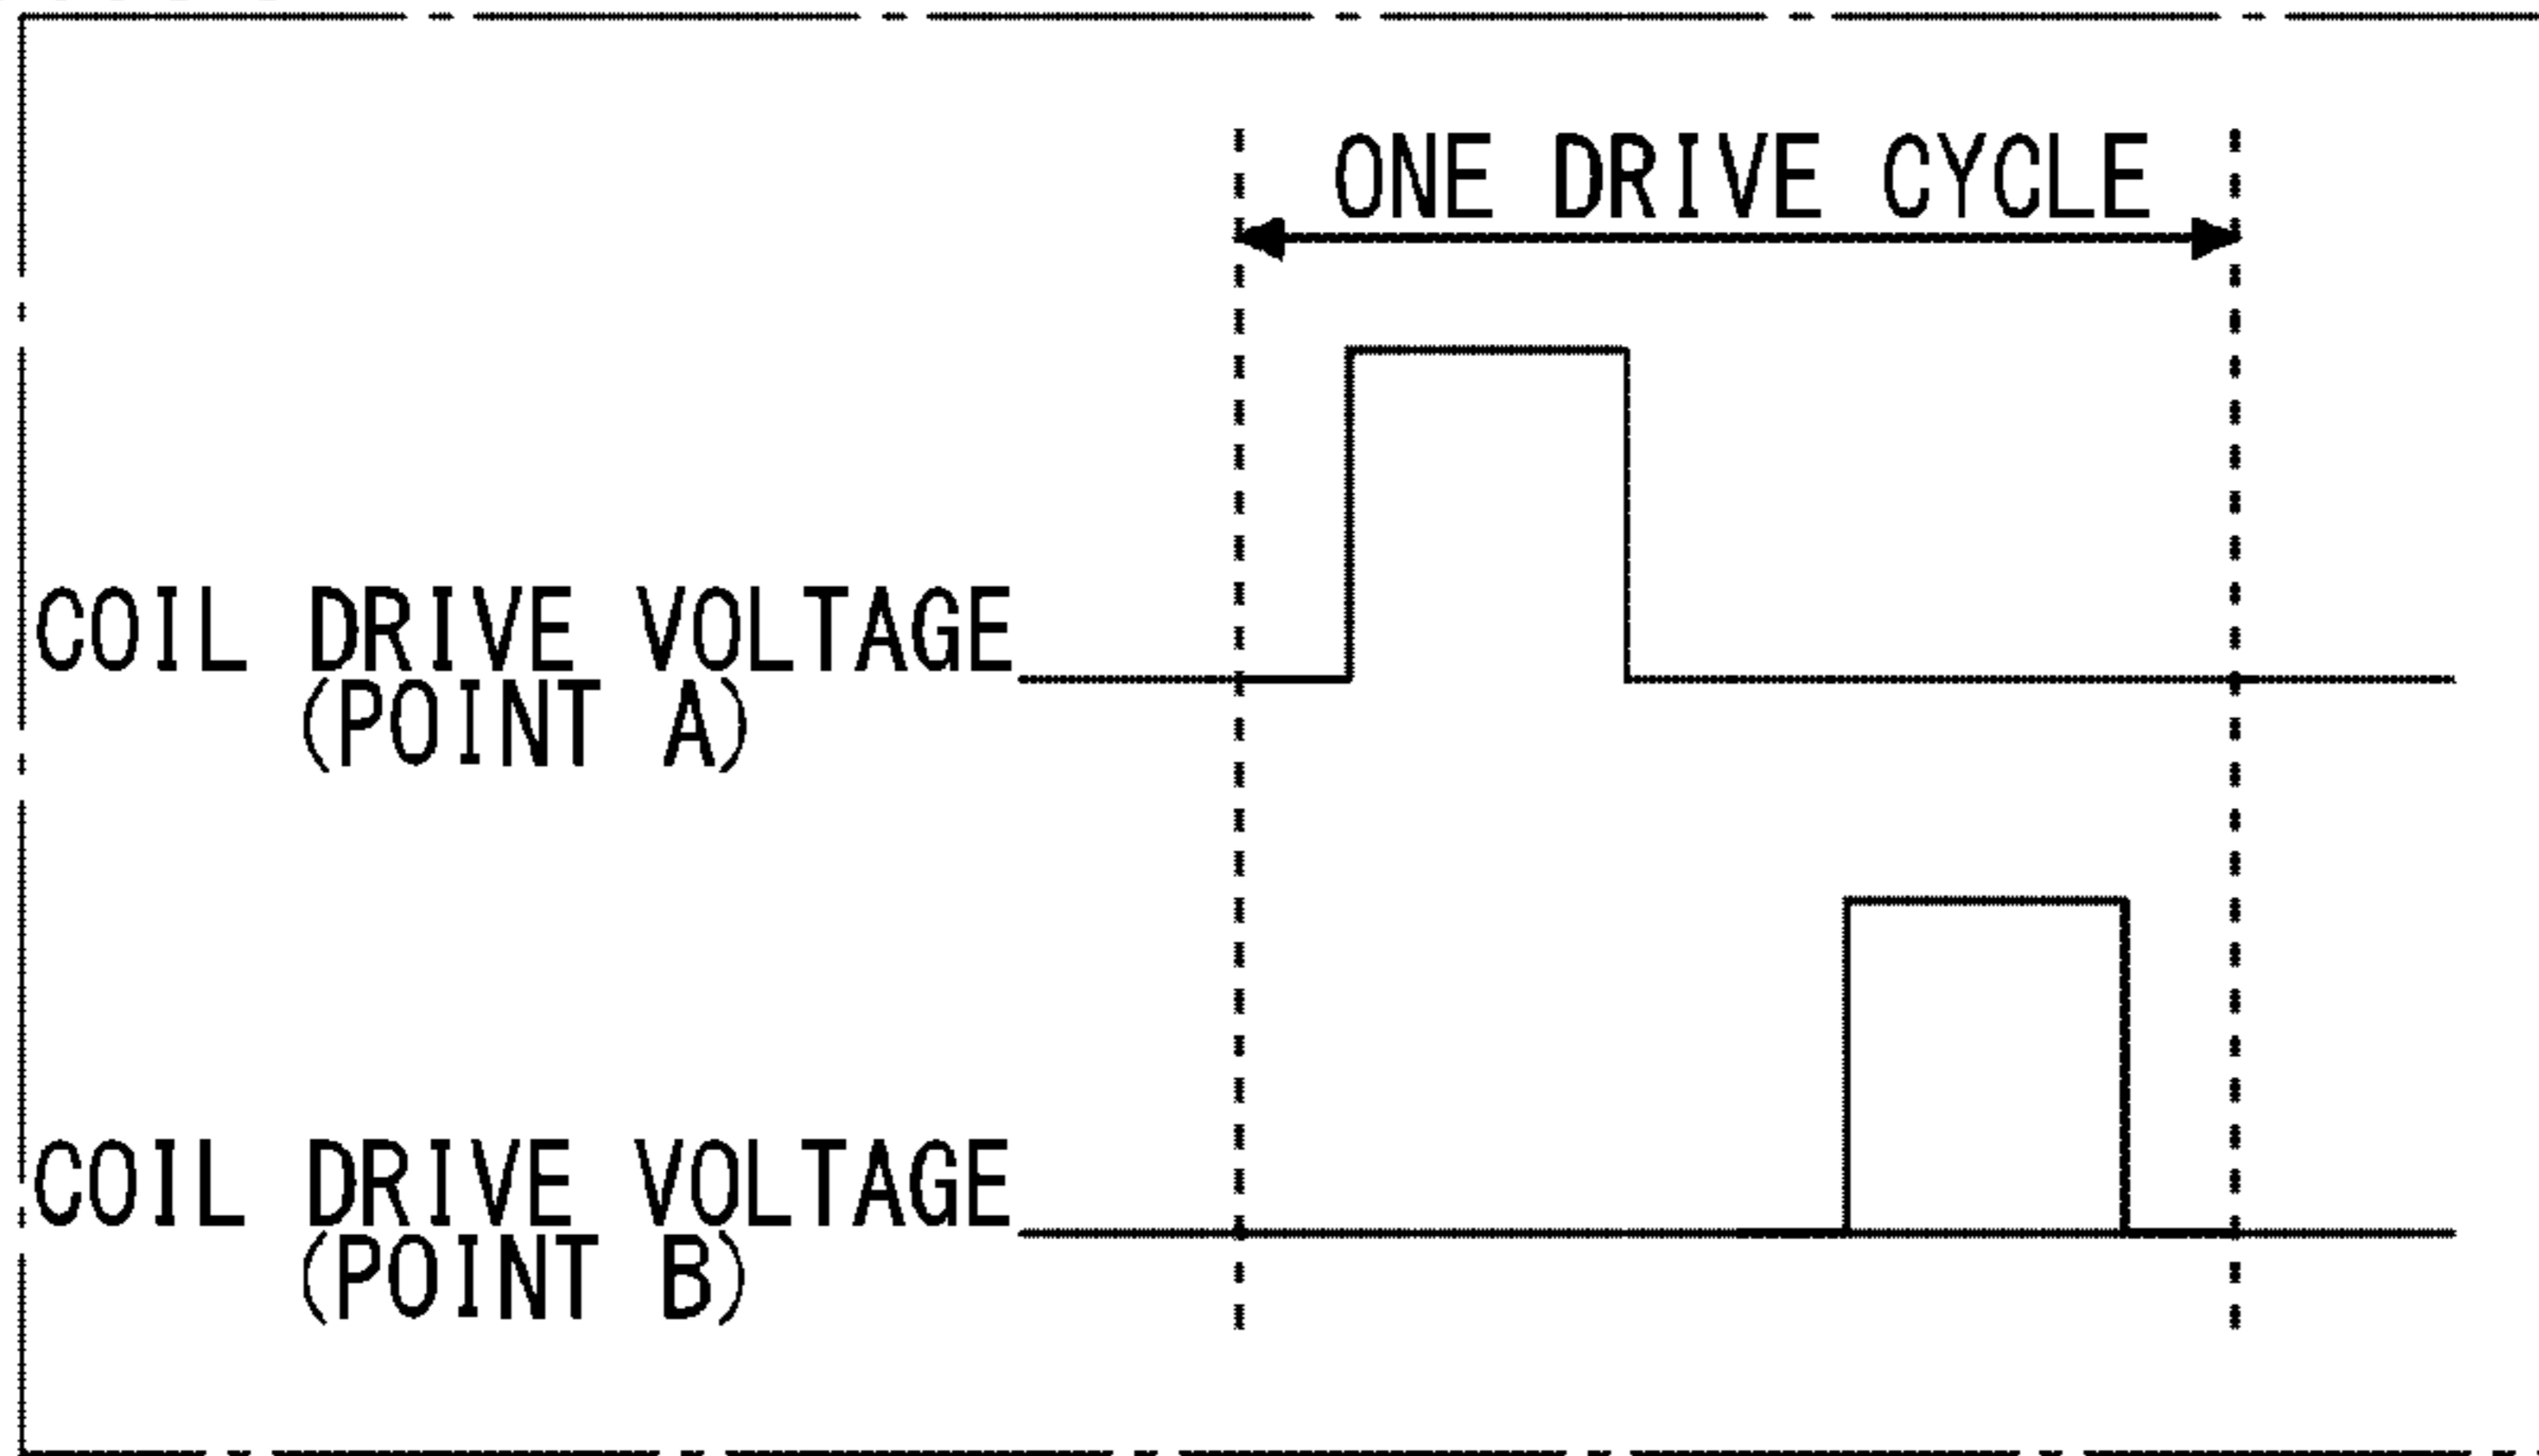 ONE DRIVE CYCLE
COIL DRIVE VOLTAGE
(POINT A)
COIL DRIVE VOLTAGE
(POINT B)